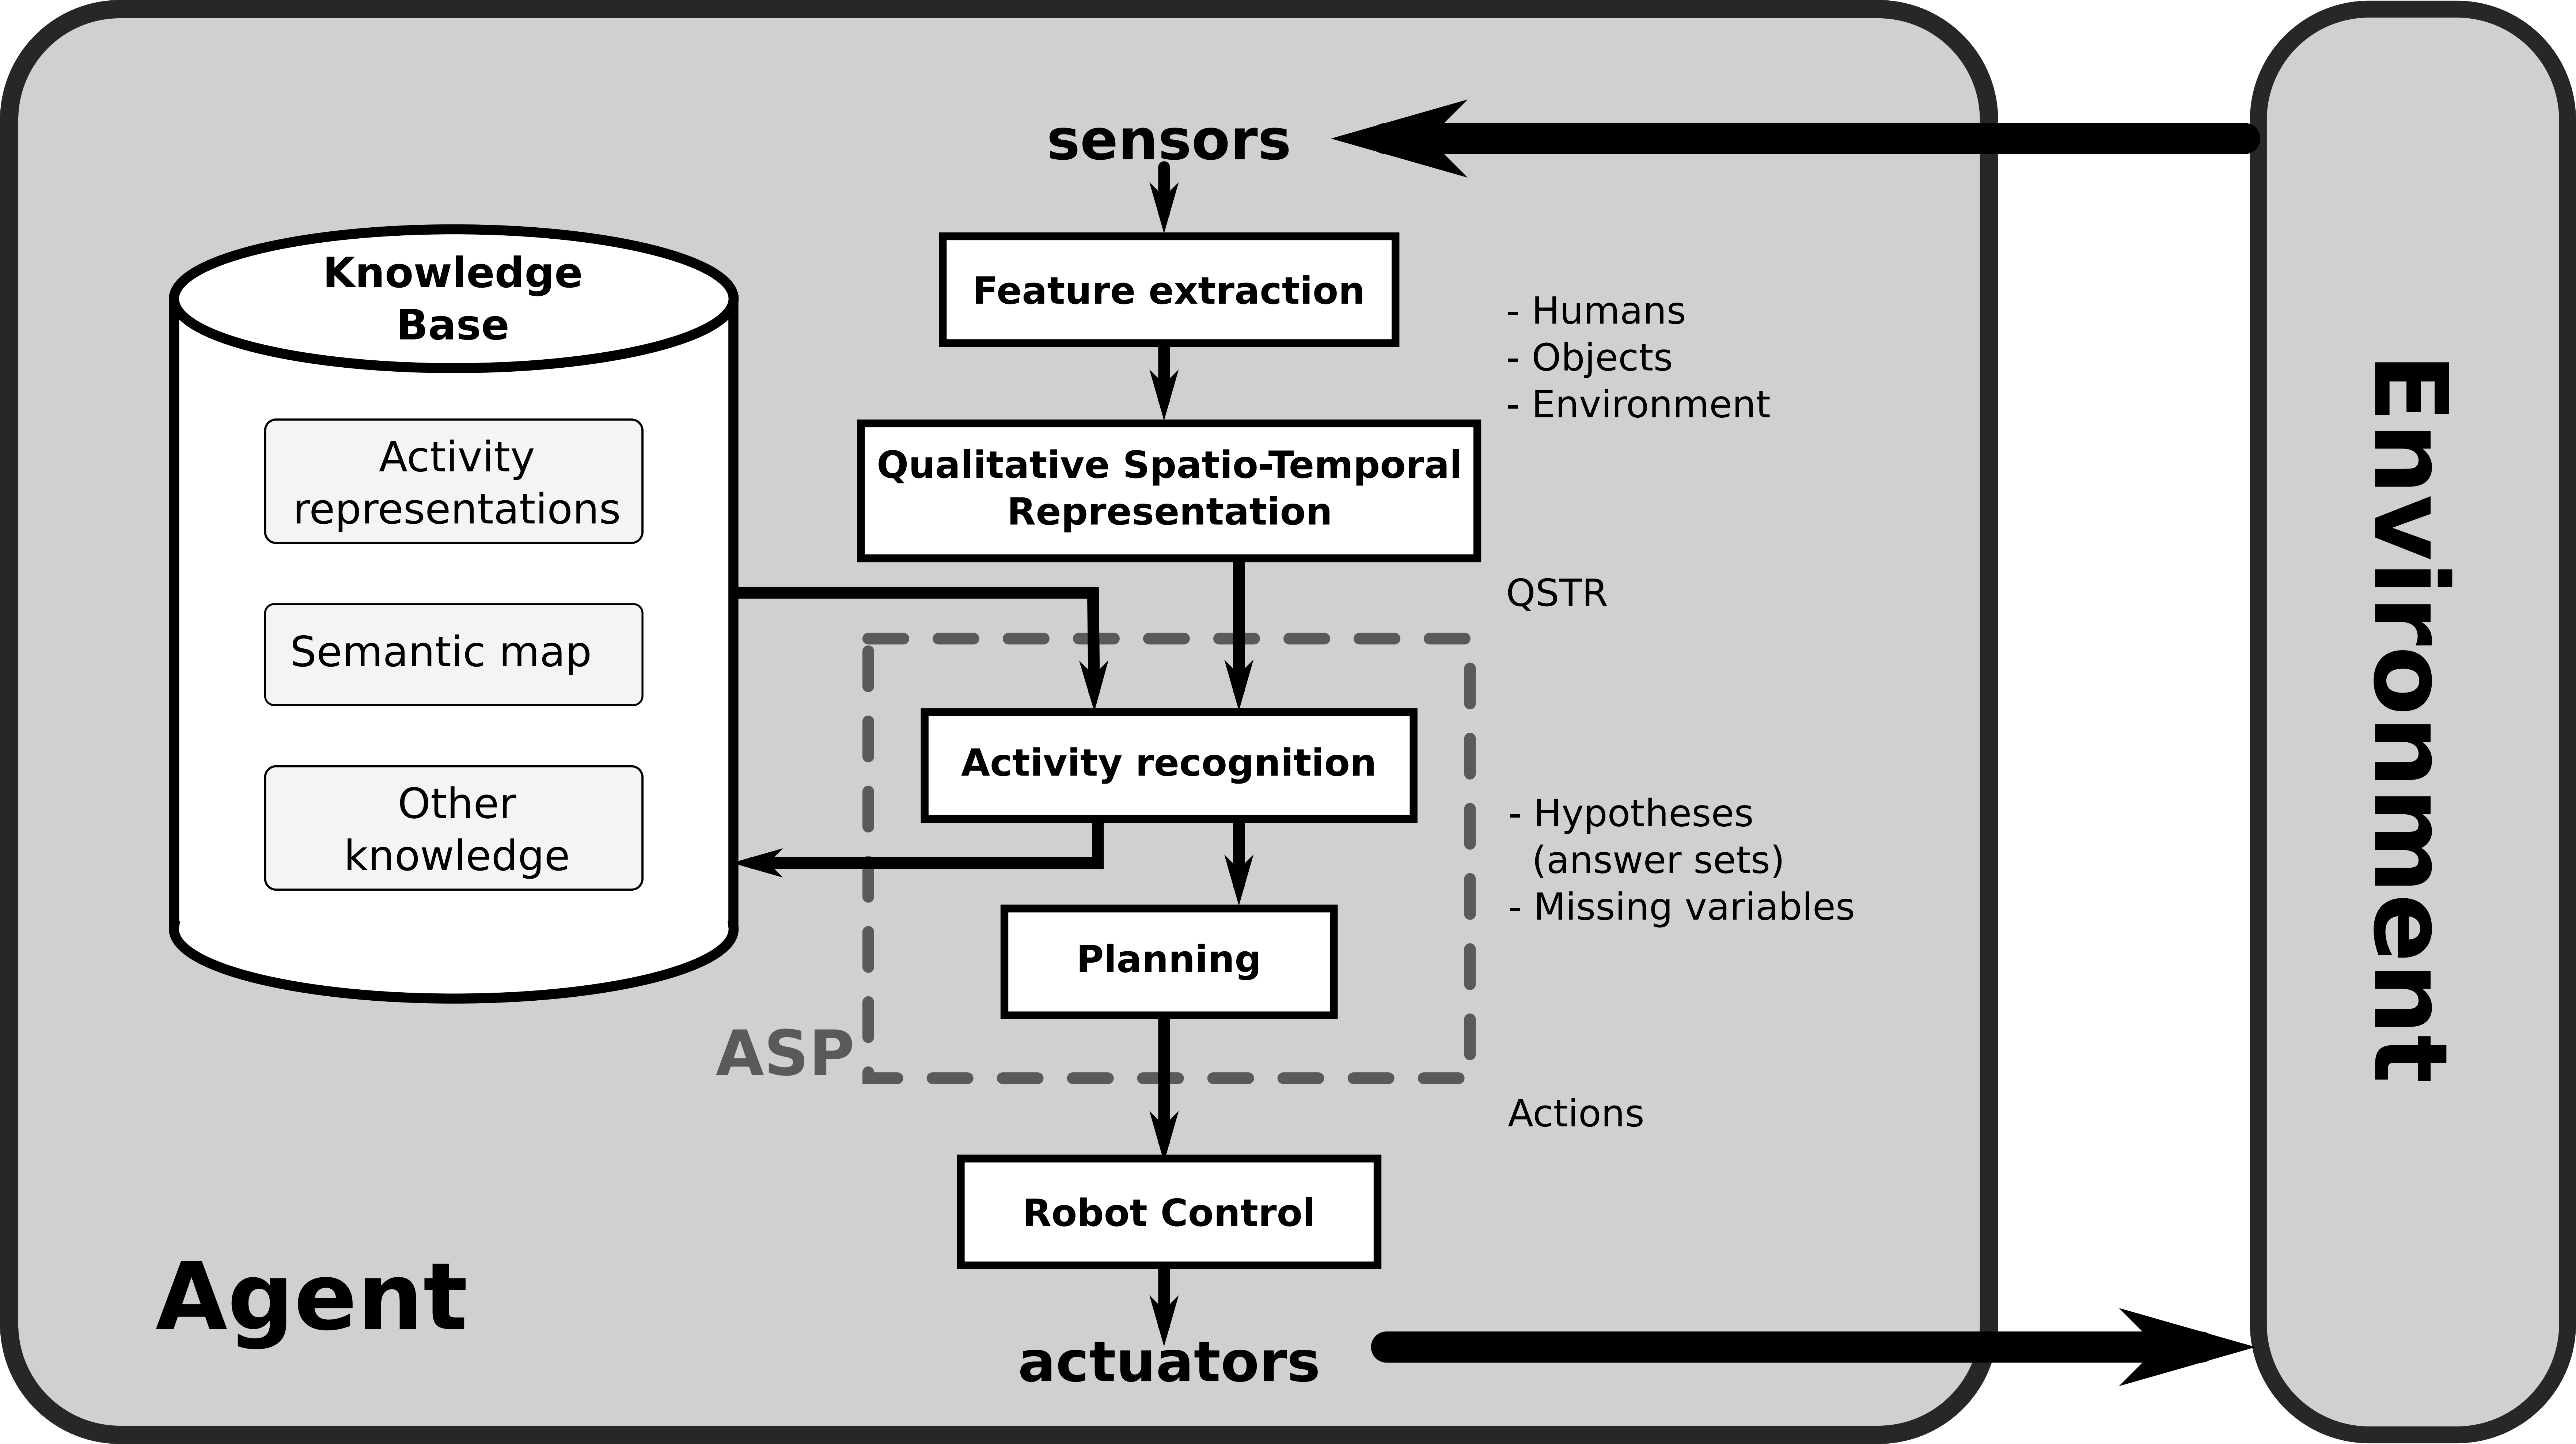 sensors
Knowledge
Base
Feature extraction
- Humans
- Objects
- Environment
Activity
representations
Qualitative Spatio-Temporal
Representation
QSTR
Semantic map
Activity recognition
Other
knowledge
- Hypotheses
(answer sets)
- Missing variables
Planning
ASP
Actions
Robot Control
Agent
actuators
Environment